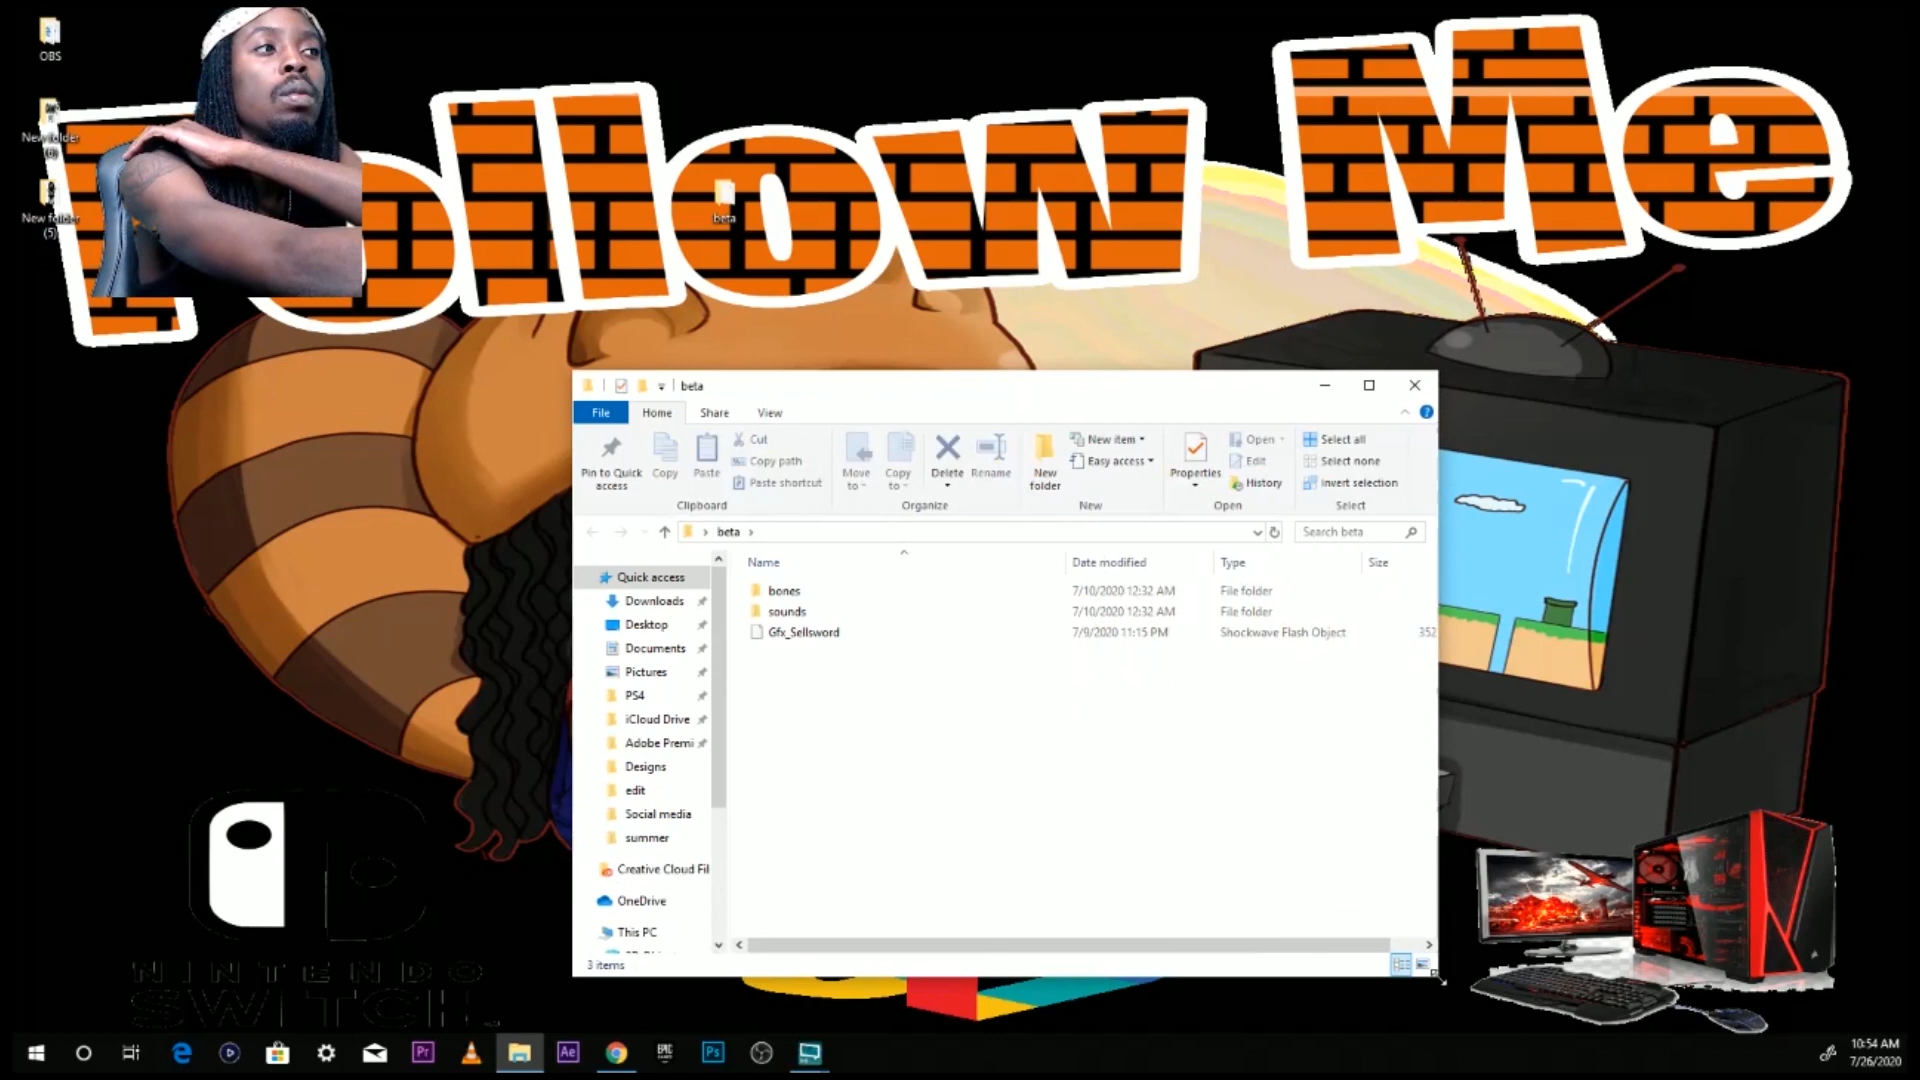 OBS
New folder
(6)
New folder
(5)
Follow Me
beta
beta
File
Home
Share
View
Pin to Quick
access
Copy
Paste
Cut
Copy path
Paste shortcut
Clipboard
Move
to
Copy
to
Delete
Rename
Organize
New
folder
New item
Easy access
New
Properties
Open
Edit
History
Open
Select all
Select none
Invert selection
Select
beta
Search beta
Name
Date modified
Type
Size
Quick access
Downloads
Desktop
Documents
Pictures
PS4
iCloud Drive
Adobe Premi
Designs
edit
Social media
summer
Creative Cloud Fil
OneDrive
This PC
bones 7/10/2020 12:32 AM File folder
sounds 7/10/2020 12:32 AM File folder
Gfx_Sellsword 7/9/2020 11:15 PM Shockwave Flash Object 352
3 items
NINTENDO
SWITCH
Pr
Ae
EPIC
Ps
10:54 AM
7/26/2020